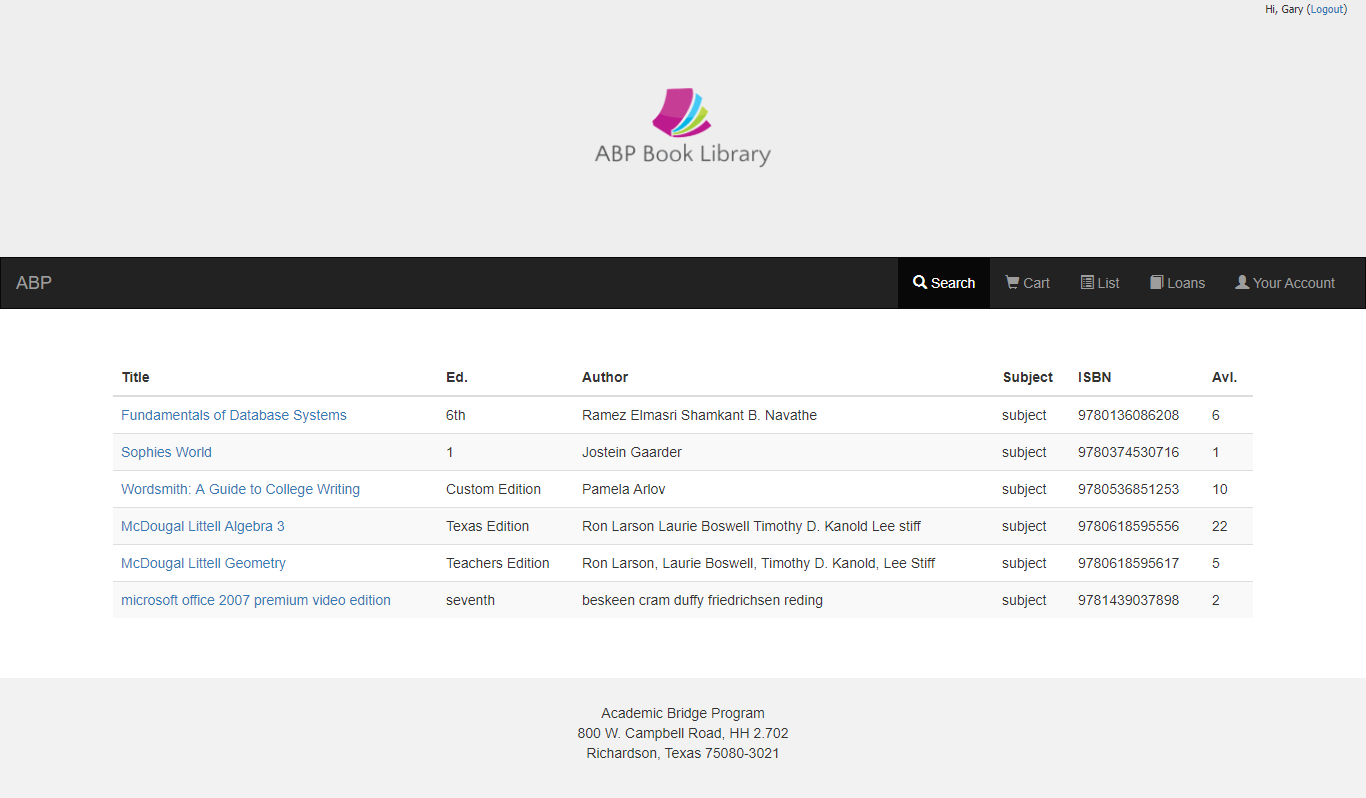 Hi, Gary (Logout)
ABP Book Library
ABP Search Cart List Loans Your Account
Title Ed. Author Subject ISBN Avl.
Fundamentals of Database Systems 6th Ramez Elmasri Shamkant B. Navathe subject 9780136086208 6
Sophies World 1 Jostein Gaarder subject 9780374530716 1
Wordsmith: A Guide to College Writing Custom Edition Pamela Arlov subject 9780536851253 10
McDougal Littell Algebra 3 Texas Edition Ron Larson Laurie Boswell Timothy D. Kanold Lee stiff subject 9780618595556 22
McDougal Littell Geometry Teachers Edition Ron Larson, Laurie Boswell, Timothy D. Kanold, Lee Stiff subject 9780618595617 5
microsoft office 2007 premium video edition seventh beskeen cram duffy friedrichsen reding subject 9781439037898 2
Academic Bridge Program
800 W. Campbell Road, HH 2.702
Richardson, Texas 75080-3021